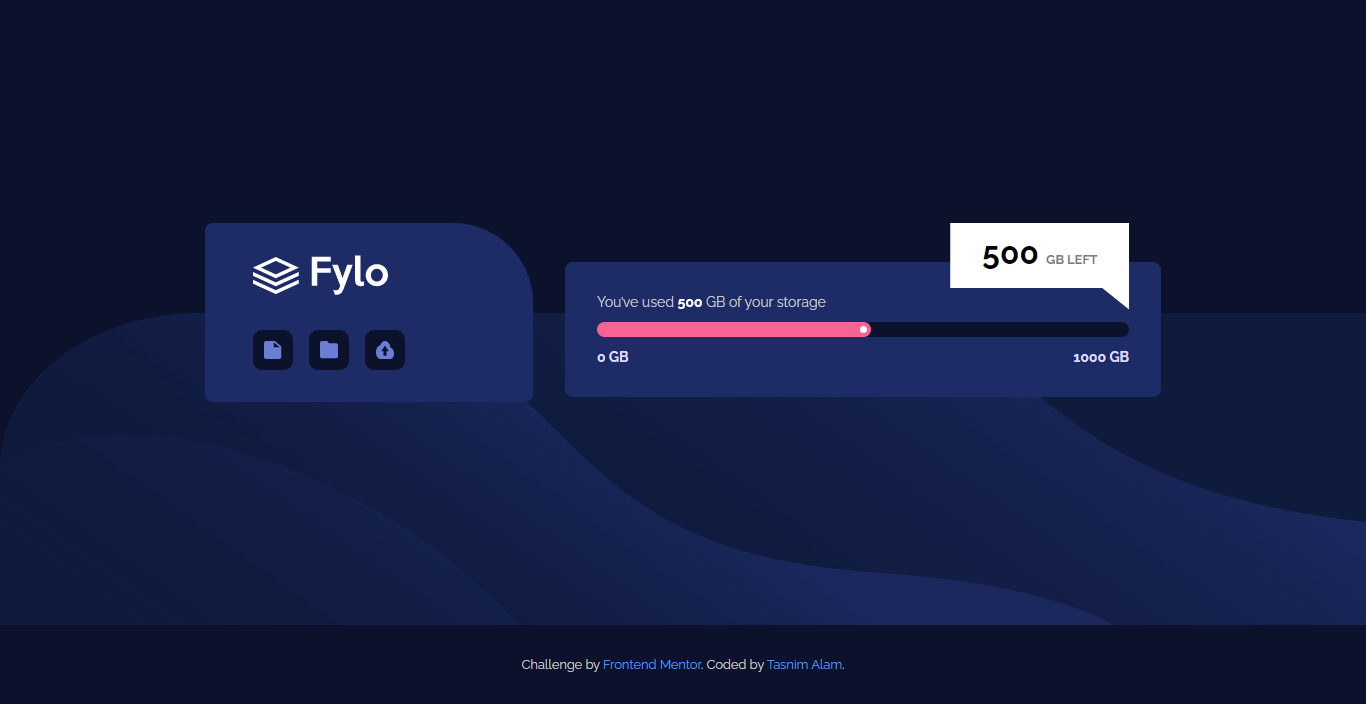 Fylo
500 GB LEFT
You've used 500 GB of your storage
0 GB 1000 GB
Challenge by Frontend Mentor. Coded by Tasnim Alam.